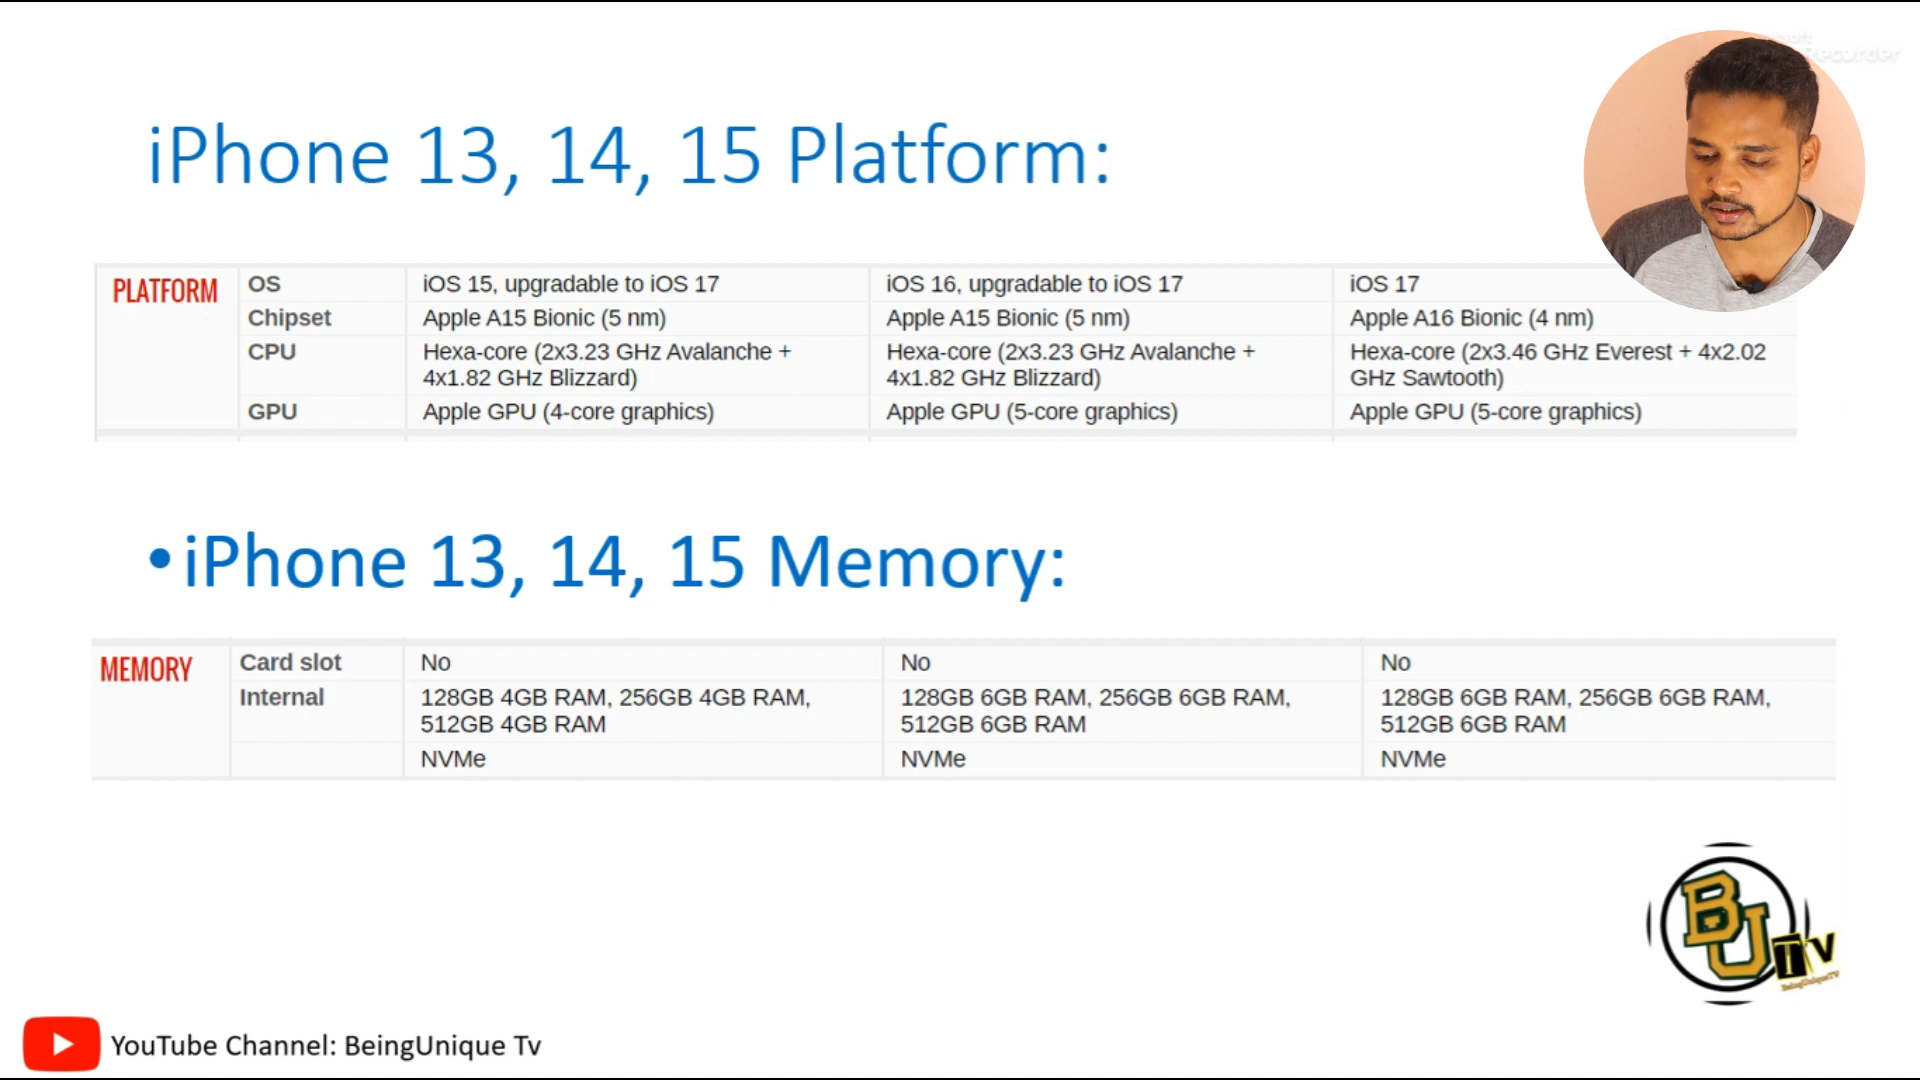 Recorder
iPhone 13, 14, 15 Platform:
PLATFORM OS iOS 15, upgradable to iOS 17 iOS 16, upgradable to iOS 17 iOS 17
Chipset Apple A15 Bionic (5 nm) Apple A15 Bionic (5 nm) Apple A16 Bionic (4 nm)
CPU Hexa-core (2x3.23 GHz Avalanche + Hexa-core (2x3.23 GHz Avalanche + Hexa-core (2x3.46 GHz Everest + 4x2.02
4x1.82 GHz Blizzard) 4x1.82 GHz Blizzard) GHz Sawtooth)
GPU Apple GPU (4-core graphics) Apple GPU (5-core graphics) Apple GPU (5-core graphics)
•iPhone 13, 14, 15 Memory:
MEMORY Card slot No No No
Internal 128GB 4GB RAM, 256GB 4GB RAM, 128GB 6GB RAM, 256GB 6GB RAM, 128GB 6GB RAM, 256GB 6GB RAM,
512GB 4GB RAM 512GB 6GB RAM 512GB 6GB RAM
NVMe NVMe NVMe
BU TV
BeingUniqueTV
YouTube Channel: BeingUnique Tv